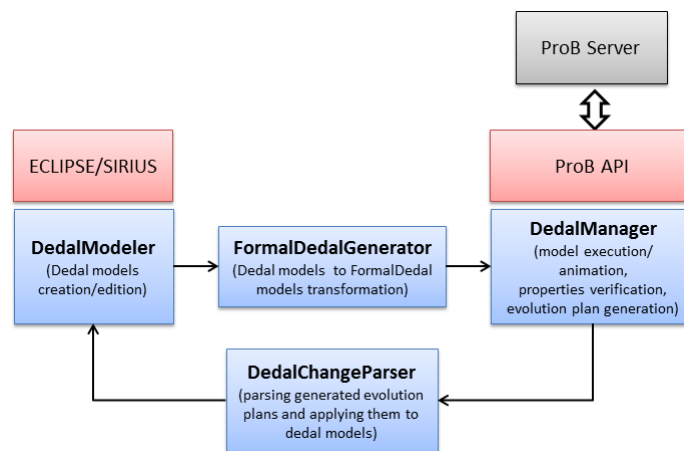 ProB Server
ECLIPSE/SIRIUS
ProB API
DedalModeler
(Dedal models
creation/edition)
FormalDedalGenerator
(Dedal models to FormalDedal
models transformation)
DedalManager
(model execution/
animation,
properties verification,
evolution plan generation)
DedalChangeParser
(parsing generated evolution
plans and applying them to
dedal models)